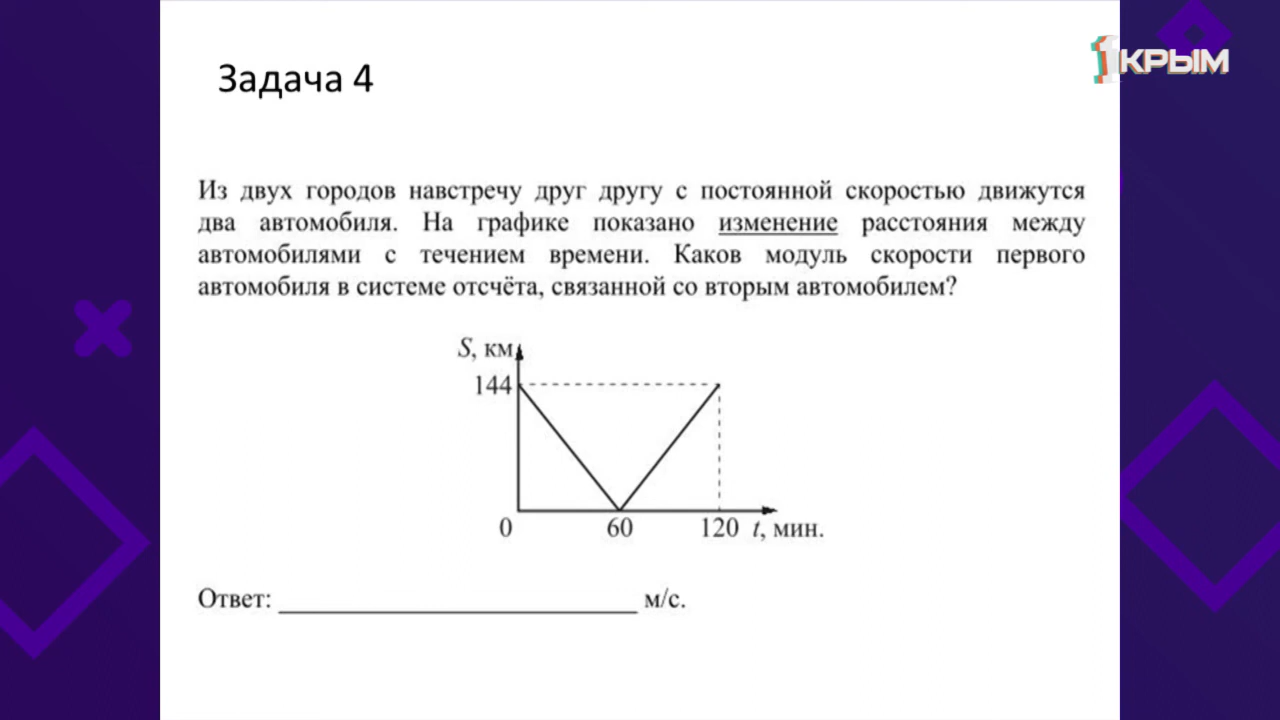 1КРЫМ
Задача 4
Из двух городов навстречу друг другу с постоянной скоростью движутся
два автомобиля. На графике показано изменение расстояния между
автомобилями с течением времени. Каков модуль скорости первого
автомобиля в системе отсчёта, связанной со вторым автомобилем?
S, км
144
0 60 120 t, мин.
Ответ: ____________________ м/с.